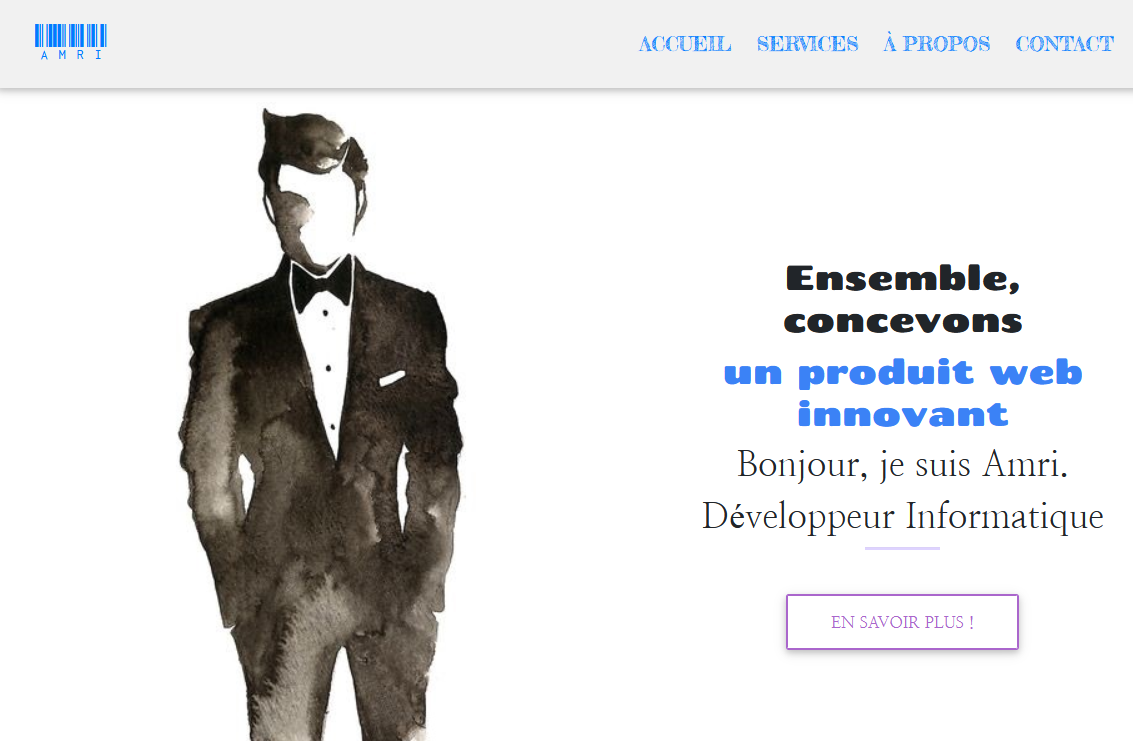 AMRI
ACCUEIL SERVICES À PROPOS CONTACT
Ensemble,
concevons
un produit web
innovant
Bonjour, je suis Amri.
Développeur Informatique
EN SAVOIR PLUS !